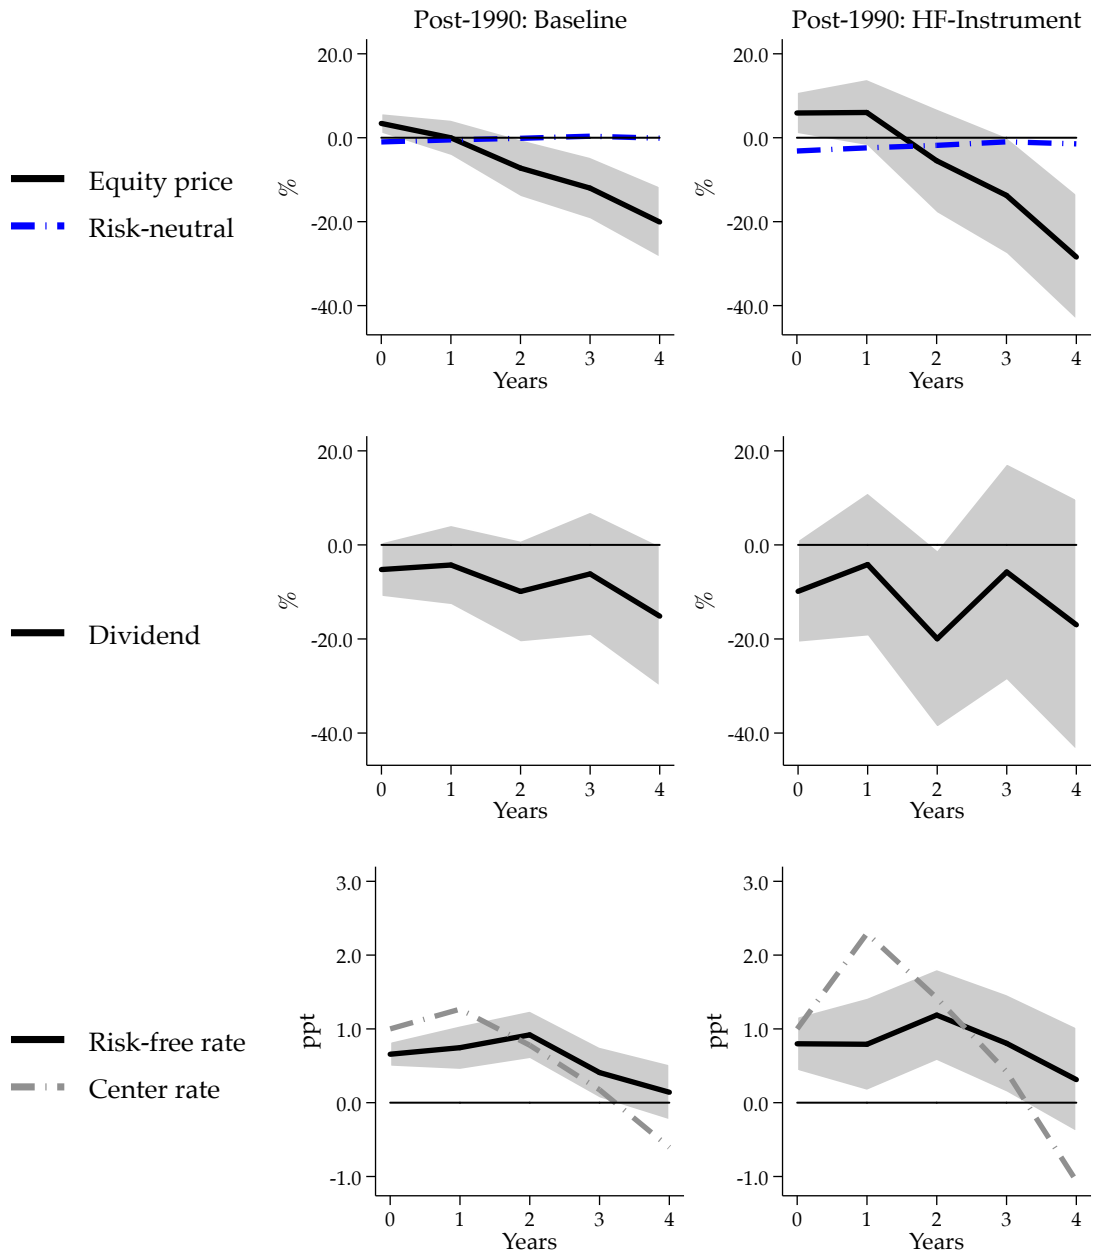 Post-1990: Baseline
Post-1990: HF-Instrument
Equity price
Risk-neutral
20.0
0.0
-20.0
-40.0
%
0 1 2 3 4
Years
20.0
0.0
-20.0
-40.0
%
0 1 2 3 4
Years
Dividend
20.0
0.0
-20.0
-40.0
%
0 1 2 3 4
Years
20.0
0.0
-20.0
-40.0
%
0 1 2 3 4
Years
Risk-free rate
Center rate
3.0
2.0
1.0
0.0
-1.0
ppt
0 1 2 3 4
Years
3.0
2.0
1.0
0.0
-1.0
ppt
0 1 2 3 4
Years